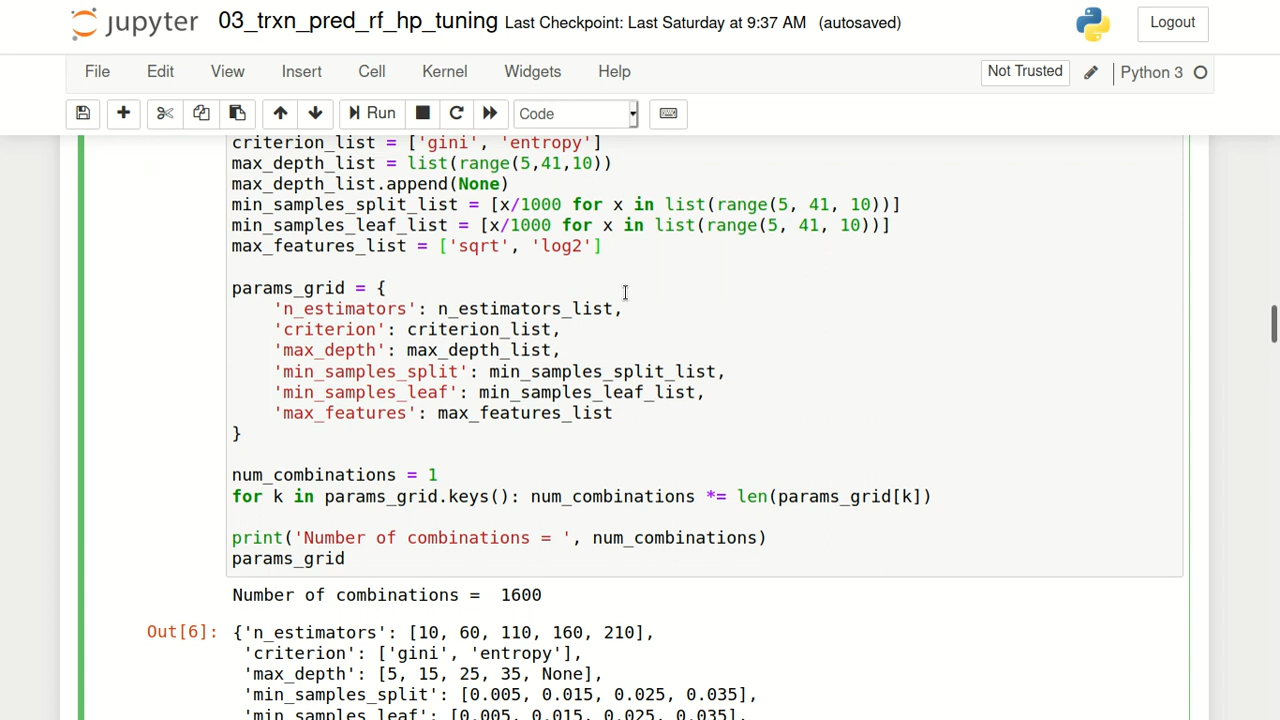 jupyter 03_trxn_pred_rf_hp_tuning Last Checkpoint: Last Saturday at 9:37 AM (autosaved) Logout
File Edit View Insert Cell Kernel Widgets Help Not Trusted Python 3
Run Code
criterion_list = ['gini', 'entropy']
max_depth_list = list(range(5,41,10))
max_depth_list.append(None)
min_samples_split_list = [x/1000 for x in list(range(5, 41, 10))]
min_samples_leaf_list = [x/1000 for x in list(range(5, 41, 10))]
max_features_list = ['sqrt', 'log2']
params_grid = {
    'n_estimators': n_estimators_list,
    'criterion': criterion_list,
    'max_depth': max_depth_list,
    'min_samples_split': min_samples_split_list,
    'min_samples_leaf': min_samples_leaf_list,
    'max_features': max_features_list
}
num_combinations = 1
for k in params_grid.keys(): num_combinations *= len(params_grid[k])
print('Number of combinations = ', num_combinations)
params_grid
Number of combinations =  1600
Out[6]: {'n_estimators': [10, 60, 110, 160, 210],
 'criterion': ['gini', 'entropy'],
 'max_depth': [5, 15, 25, 35, None],
 'min_samples_split': [0.005, 0.015, 0.025, 0.035],
 'min_samples_leaf': [0.005, 0.015, 0.025, 0.035],